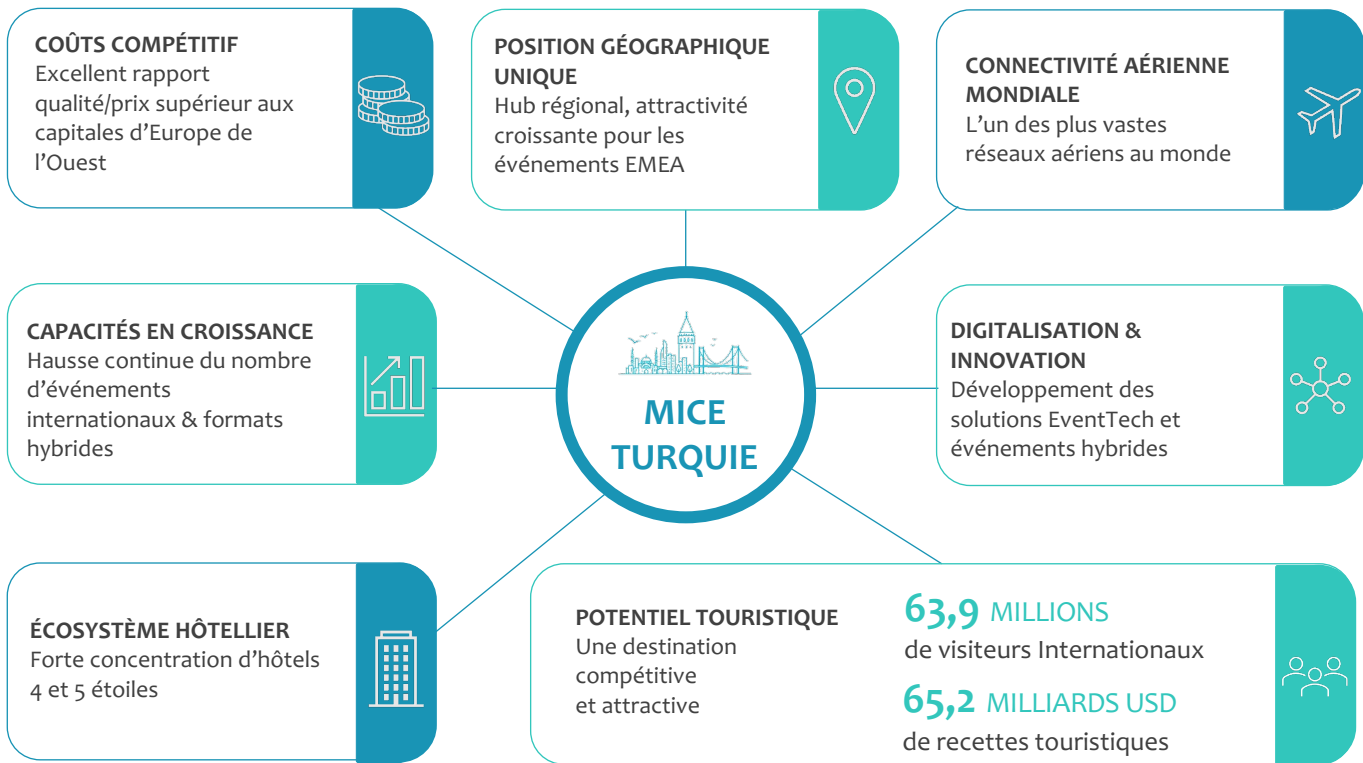 COÛTS COMPÉTITIF
Excellent rapport
qualité/prix supérieur aux
capitales d’Europe de
l’Ouest
POSITION GÉOGRAPHIQUE
UNIQUE
Hub régional, attractivité
croissante pour les
événements EMEA
CONNECTIVITÉ AÉRIENNE
MONDIALE
L’un des plus vastes
réseaux aériens au monde
CAPACITÉS EN CROISSANCE
Hausse continue du nombre
d’événements
internationaux & formats
hybrides
MICE
TURQUIE
DIGITALISATION &
INNOVATION
Développement des
solutions EventTech et
événements hybrides
ÉCOSYSTÈME HÔTELLIER
Forte concentration d’hôtels
4 et 5 étoiles
POTENTIEL TOURISTIQUE
Une destination
compétitive
et attractive
63,9 MILLIONS
de visiteurs Internationaux
65,2 MILLIARDS USD
de recettes touristiques